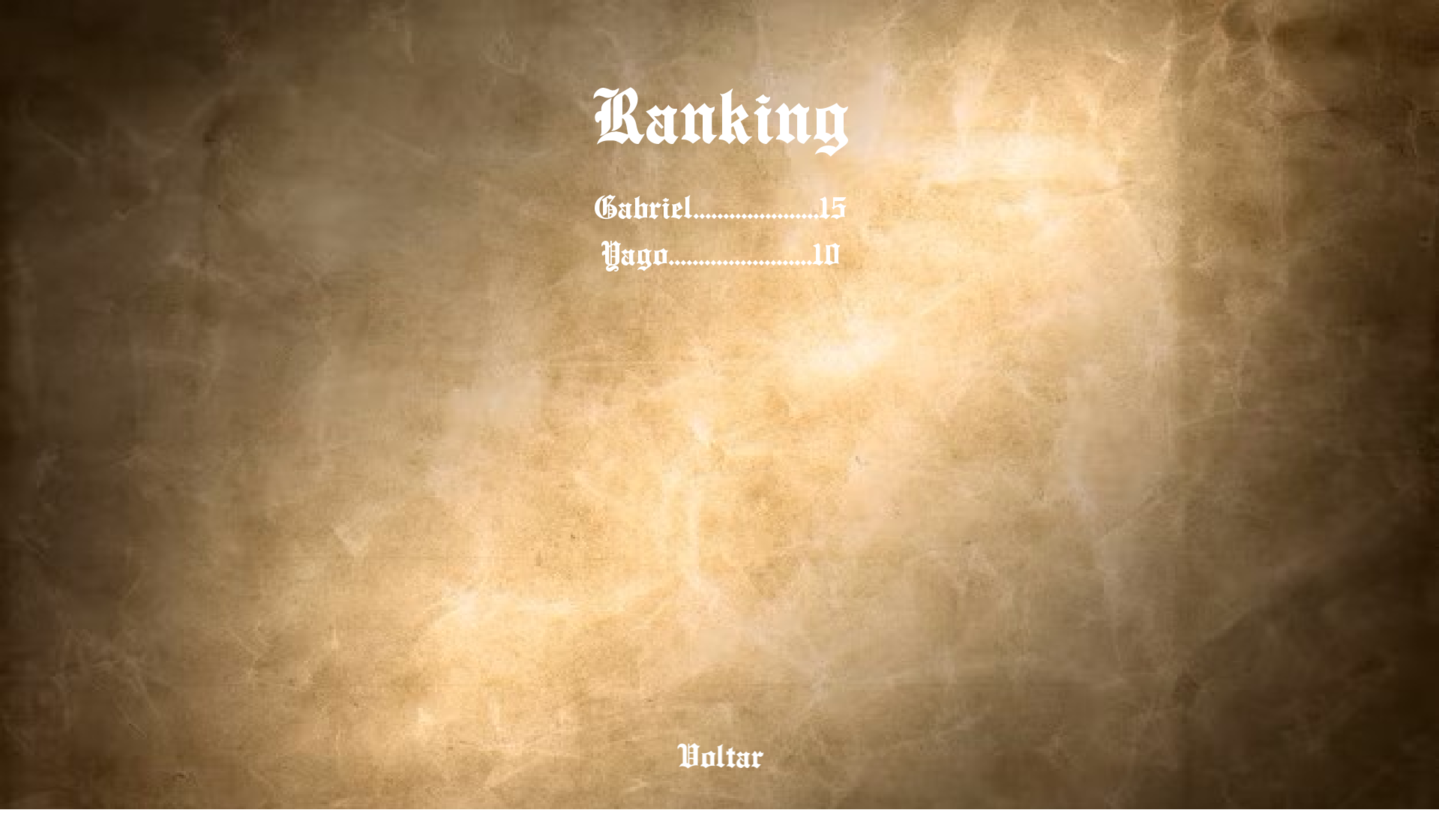 Ranking
Gabriel.....................15
Yago........................10
Voltar